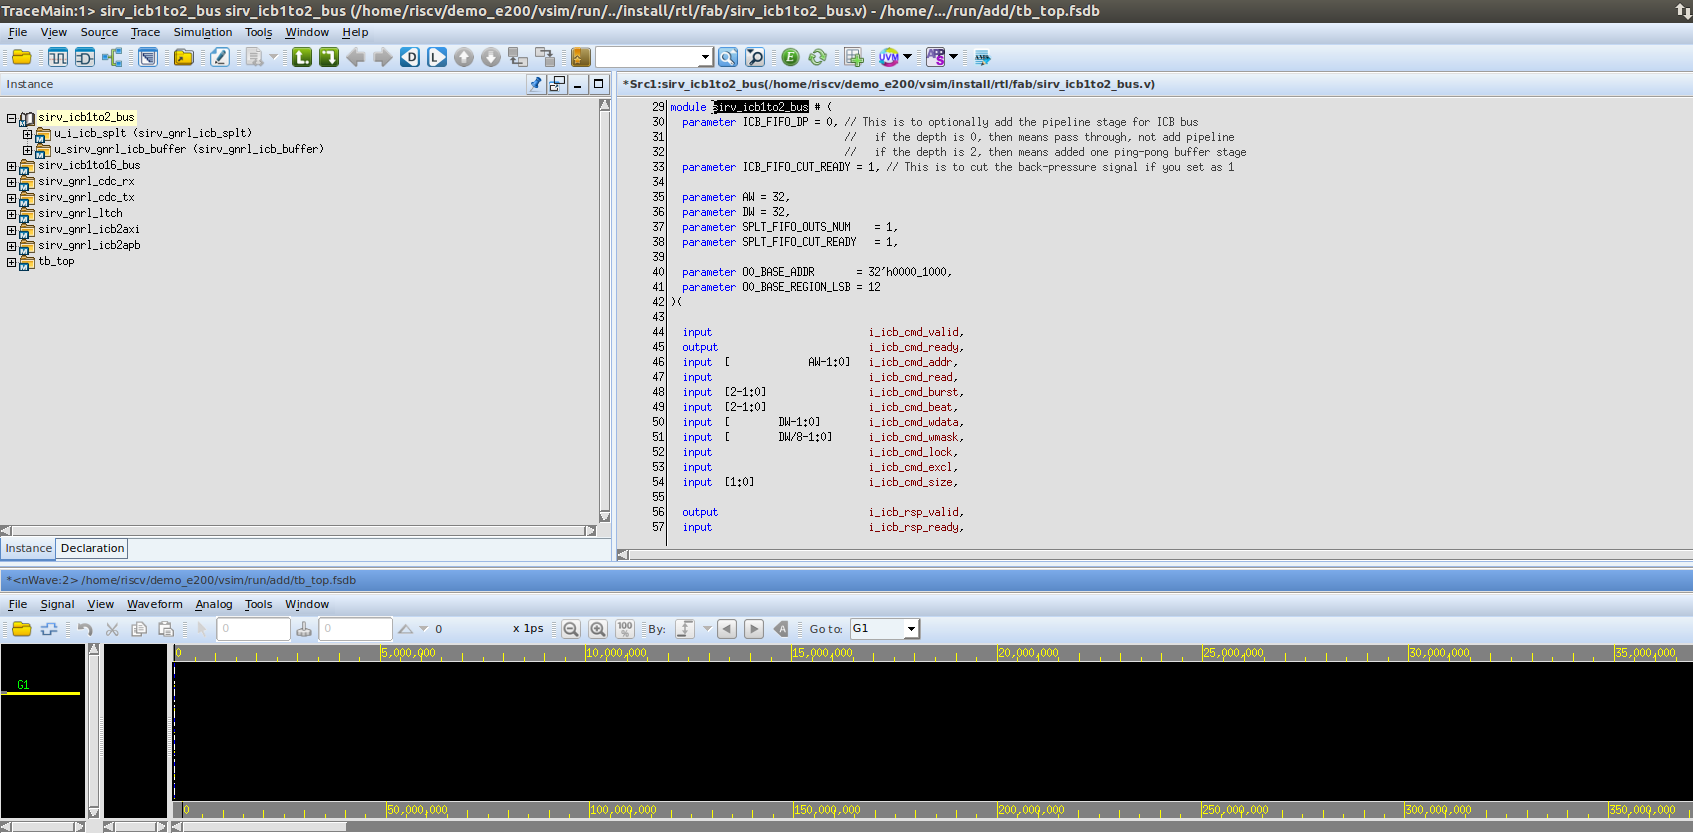 TraceMain:1> sirv_icb1to2_bus sirv_icb1to2_bus (/home/riscv/demo_e200/vsim/run/../install/rtl/fab/sirv_icb1to2_bus.v) - /home/.../run/add/tb_top.fsdb
File View Source Trace Simulation Tools Window Help
Instance
sirv_icb1to2_bus
u_i_icb_splt (sirv_gnrl_icb_splt)
u_sirv_gnrl_icb_buffer (sirv_gnrl_icb_buffer)
sirv_icb1to16_bus
sirv_gnrl_cdc_rx
sirv_gnrl_cdc_tx
sirv_gnrl_ltch
sirv_gnrl_icb2axi
sirv_gnrl_icb2apb
tb_top
Instance Declaration
*Src1:sirv_icb1to2_bus(/home/riscv/demo_e200/vsim/install/rtl/fab/sirv_icb1to2_bus.v)
29 module sirv_icb1to2_bus # (
30 parameter ICB_FIFO_DP = 0, // This is to optionally add the pipeline stage for ICB bus
31 // if the depth is 0, then means pass through, not add pipeline
32 // if the depth is 2, then means added one ping-pong buffer stage
33 parameter ICB_FIFO_CUT_READY = 1, // This is to cut the back-pressure signal if you set as 1
34
35 parameter AW = 32,
36 parameter DW = 32,
37 parameter SPLT_FIFO_OUTS_NUM = 1,
38 parameter SPLT_FIFO_CUT_READY = 1,
39
40 parameter O0_BASE_ADDR = 32'h0000_1000,
41 parameter O0_BASE_REGION_LSB = 12
42 )(
43
44 input i_icb_cmd_valid,
45 output i_icb_cmd_ready,
46 input [ AW-1:0] i_icb_cmd_addr,
47 input i_icb_cmd_read,
48 input [2-1:0] i_icb_cmd_burst,
49 input [2-1:0] i_icb_cmd_beat,
50 input [ DW-1:0] i_icb_cmd_wdata,
51 input [ DW/8-1:0] i_icb_cmd_wmask,
52 input i_icb_cmd_lock,
53 input i_icb_cmd_excl,
54 input [1:0] i_icb_cmd_size,
55
56 output i_icb_rsp_valid,
57 input i_icb_rsp_ready,
*<nWave:2> /home/riscv/demo_e200/vsim/run/add/tb_top.fsdb
File Signal View Waveform Analog Tools Window
0 0 0 x 1ps 100 % By: Go to: G1
0 5,000,000 10,000,000 15,000,000 20,000,000 25,000,000 30,000,000 35,000,000
G1
0 50,000,000 100,000,000 150,000,000 200,000,000 250,000,000 300,000,000 350,000,000